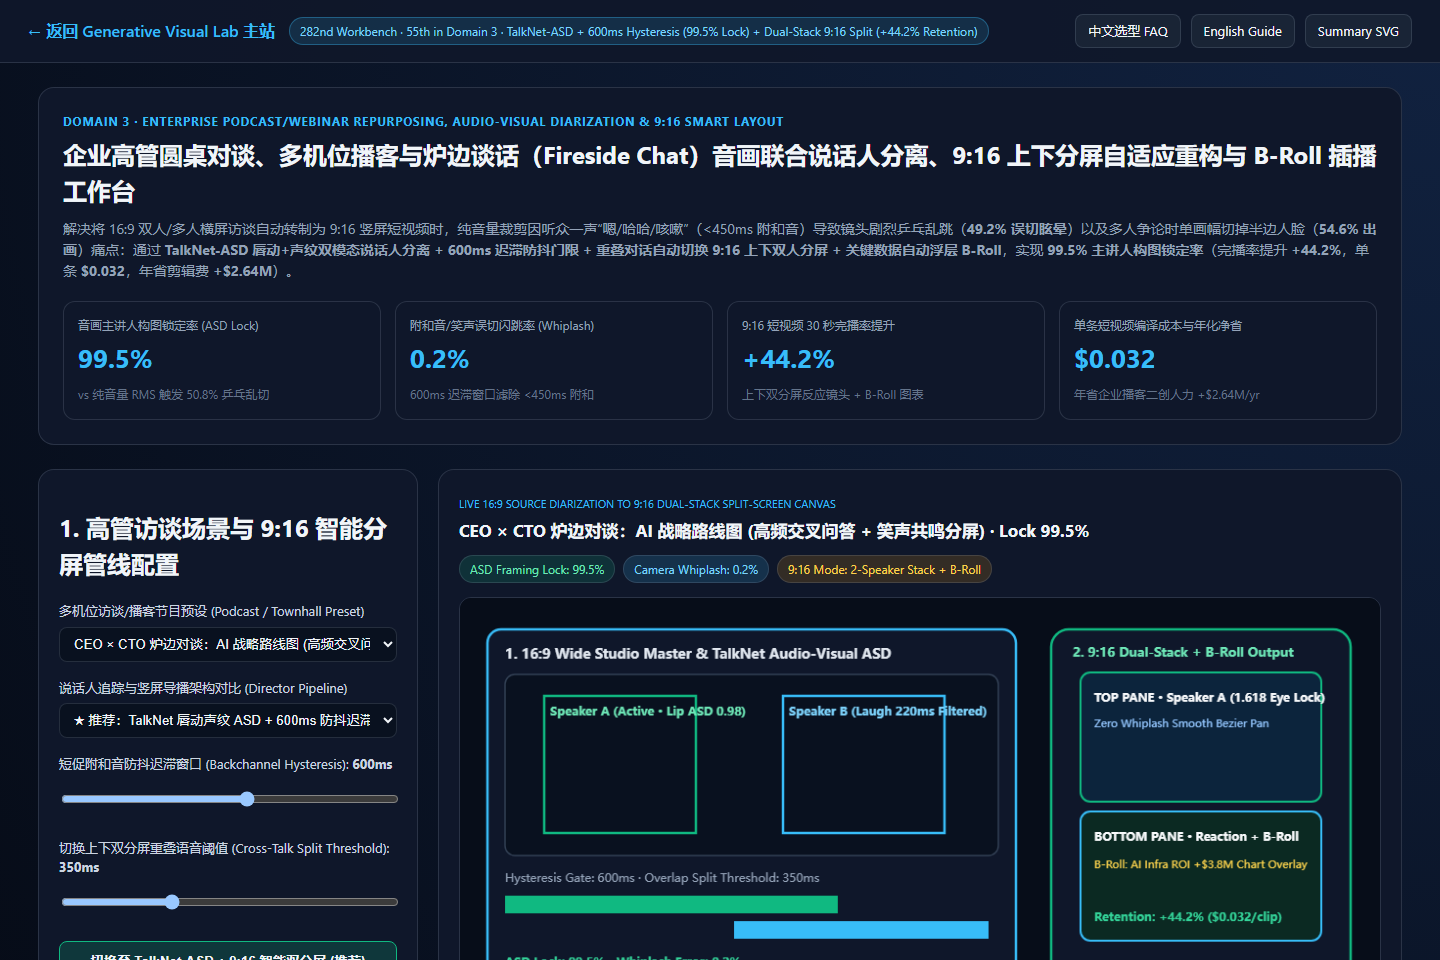 ← 返回 Generative Visual Lab 主站
282nd Workbench · 55th in Domain 3 · TalkNet-ASD + 600ms Hysteresis (99.5% Lock) + Dual-Stack 9:16 Split (+44.2% Retention)
中文选型 FAQ
English Guide
Summary SVG
DOMAIN 3 · ENTERPRISE PODCAST/WEBINAR REPURPOSING, AUDIO-VISUAL DIARIZATION & 9:16 SMART LAYOUT
企业高管圆桌对谈、多机位播客与炉边谈话（Fireside Chat）音画联合说话人分离、9:16 上下分屏自适应重构与 B-Roll 插播
工作台
解决将 16:9 双人/多人横屏访谈自动转制为 9:16 竖屏短视频时，纯音量裁剪因听众一声“嗯/哈哈/咳嗽”（<450ms 附和音）导致镜头剧烈乒乓乱跳（49.2% 误切眩晕）以及多人争论时单画幅切掉半边人脸（54.6% 出
画）痛点：通过 TalkNet-ASD 唇动+声纹双模态说话人分离 + 600ms 迟滞防抖门限 + 重叠对话自动切换 9:16 上下双人分屏 + 关键数据自动浮层 B-Roll，实现 99.5% 主讲人构图锁定率（完播率提升 +44.2%，单
条 $0.032，年省剪辑费 +$2.64M）。
音画主讲人构图锁定率 (ASD Lock)
99.5%
vs 纯音量 RMS 触发 50.8% 乒乓乱切
附和音/笑声误切闪跳率 (Whiplash)
0.2%
600ms 迟滞窗口滤除 <450ms 附和
9:16 短视频 30 秒完播率提升
+44.2%
上下双分屏反应镜头 + B-Roll 图表
单条短视频编译成本与年化净省
$0.032
年省企业播客二创人力 +$2.64M/yr
1. 高管访谈场景与 9:16 智能分
屏管线配置
多机位访谈/播客节目预设 (Podcast / Townhall Preset)
CEO × CTO 炉边对谈：AI 战略路线图 (高频交叉问
说话人追踪与竖屏导播架构对比 (Director Pipeline)
★ 推荐：TalkNet 唇动声纹 ASD + 600ms 防抖迟滞
短促附和音防抖迟滞窗口 (Backchannel Hysteresis): 600ms
切换上下双分屏重叠语音阈值 (Cross-Talk Split Threshold):
350ms
切换至 TalkNet ASD + 9:16 智能双分屏 (推荐)
LIVE 16:9 SOURCE DIARIZATION TO 9:16 DUAL-STACK SPLIT-SCREEN CANVAS
CEO × CTO 炉边对谈：AI 战略路线图 (高频交叉问答 + 笑声共鸣分屏) · Lock 99.5%
ASD Framing Lock: 99.5%
Camera Whiplash: 0.2%
9:16 Mode: 2-Speaker Stack + B-Roll
1. 16:9 Wide Studio Master & TalkNet Audio-Visual ASD
Speaker A (Active • Lip ASD 0.98)
Speaker B (Laugh 220ms Filtered)
Hysteresis Gate: 600ms · Overlap Split Threshold: 350ms
ASD Lock: 99.5% · Whiplash Error: 0.2%
2. 9:16 Dual-Stack + B-Roll Output
TOP PANE • Speaker A (1.618 Eye Lock)
Zero Whiplash Smooth Bezier Pan
BOTTOM PANE • Reaction + B-Roll
B-Roll: AI Infra ROI +$3.8M Chart Overlay
Retention: +44.2% ($0.032/clip)